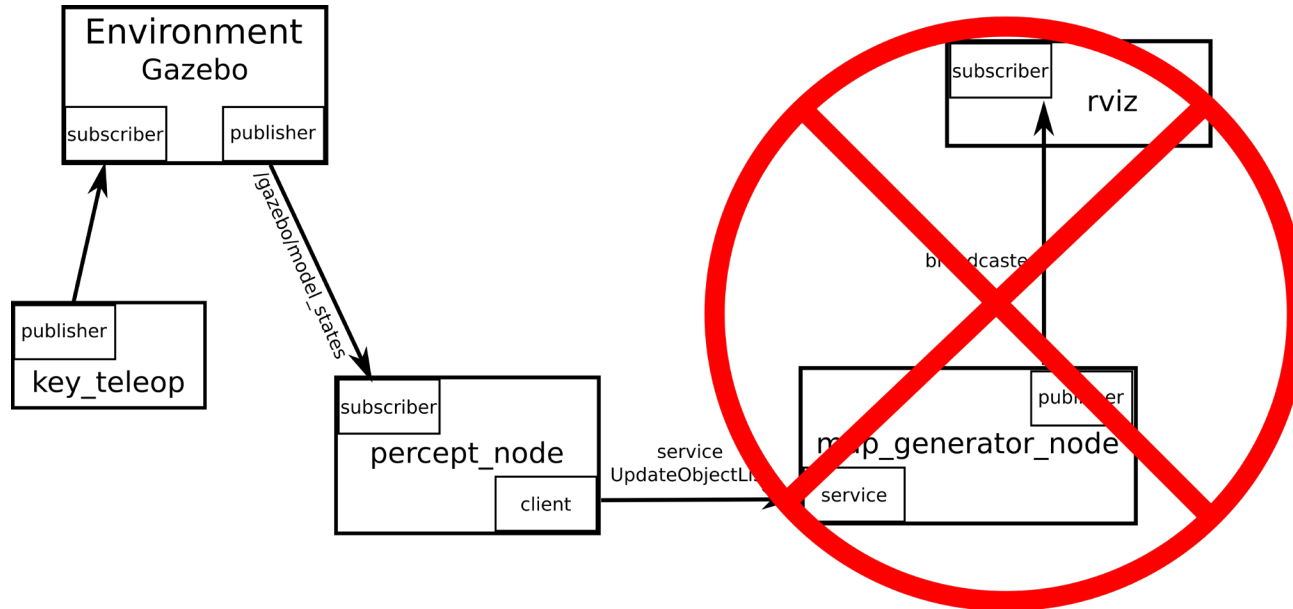 Environment
Gazebo
subscriber
publisher
/gazebo/model_states
publisher
key_teleop
subscriber
percept_node
client
service
subscriber
rviz
service